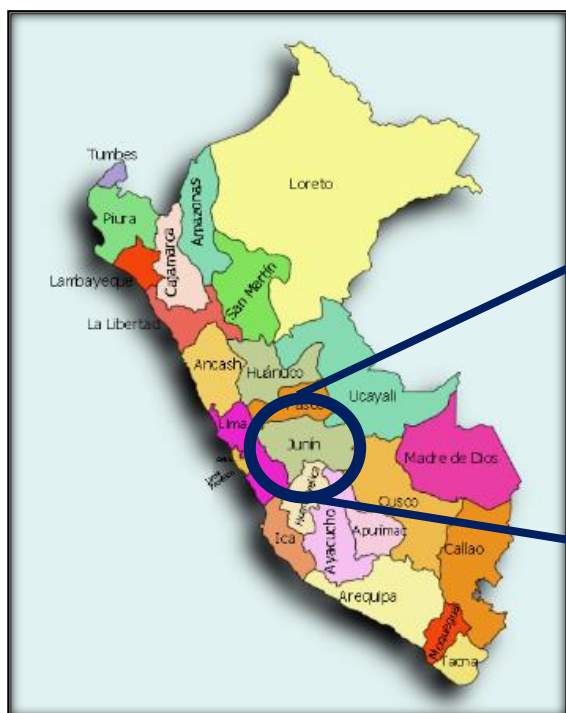 Tumbes
Loreto
Amazonas
Piura
Cajamarca
Lambayeque
San Martín
La Libertad
Ancash
Huánuco
Pasco
Ucayali
Lima
Junín
Madre de Dios
Huancavelica
Cusco
Ica
Ayacucho
Apurímac
Callao
Arequipa
Moquegua
Tacna